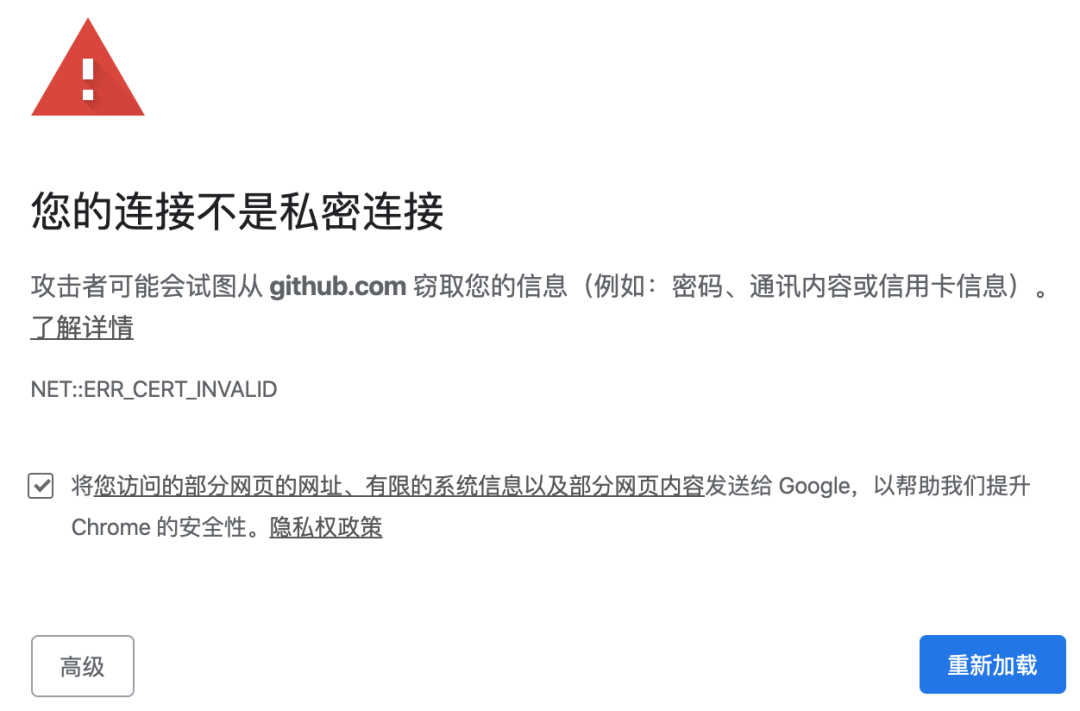 您的连接不是私密连接
攻击者可能会试图从 github.com 窃取您的信息（例如：密码、通讯内容或信用卡信息）。
了解详情
NET::ERR_CERT_INVALID
将您访问的部分网页的网址、有限的系统信息以及部分网页内容发送给 Google，以帮助我们提升
Chrome 的安全性。隐私权政策
高级
重新加载